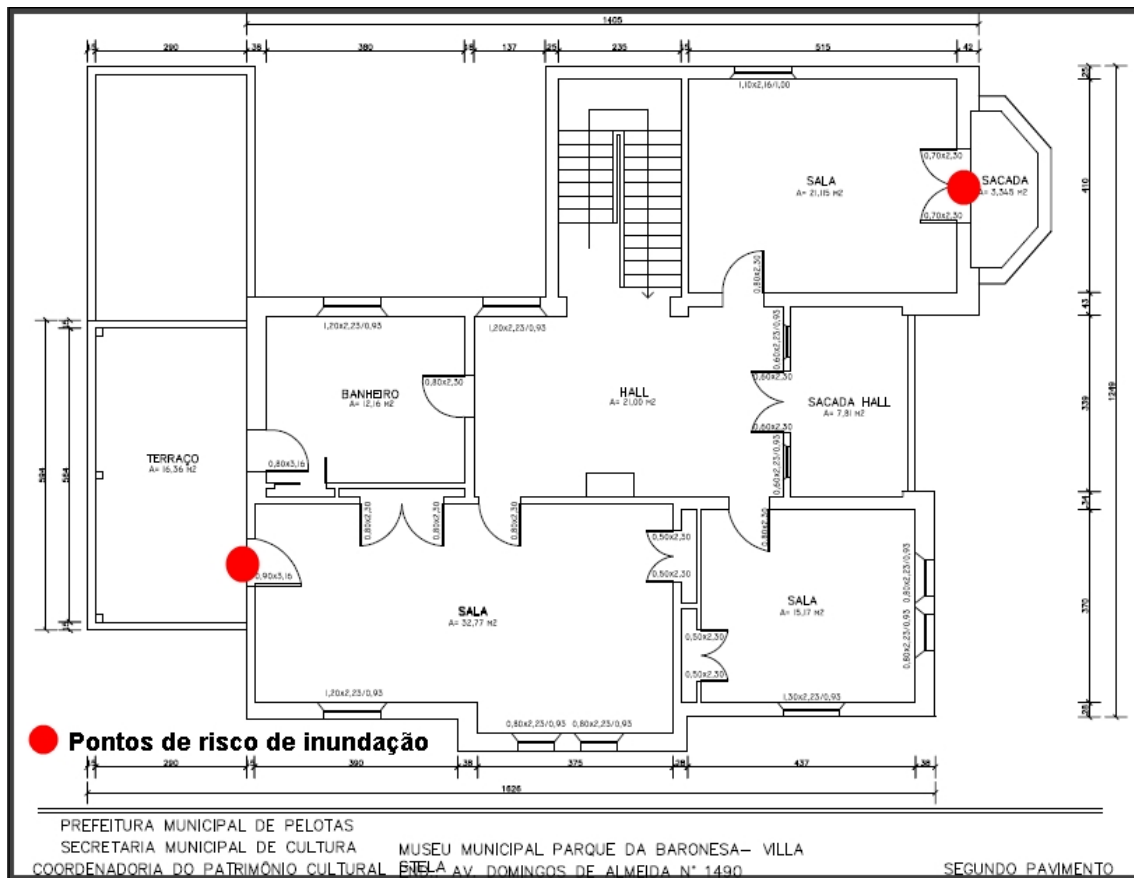 1405
15 290 38 380 18 137 25 235 15 515 42
1,10x2,16/1,00
25
0,70x2,30
SALA
A= 21,115 M2
SACADA
A= 3,345 M2
0,70x2,30
410
0,80x2,30
43
1,20x2,23/0,93
1,20x2,23/0,93
0,60x2,23/0,93
BANHEIRO
A= 12,16 M2
0,80x2,30
HALL
A= 21,00 M2
0,60x2,30
SACADA HALL
A= 7,81 M2
0,60x2,30
339
1249
TERRAÇO
A= 16,36 M2
0,80x3,16
0,60x2,23/0,93
594
564
15
15
34
0,80x2,30
0,80x2,30
0,80x2,30
0,80x2,30
0,50x2,30
0,50x2,30
0,90x3,16
SALA
A= 32,77 M2
SALA
A= 15,17 M2
0,80x2,23/0,93
0,80x2,23/0,93
370
0,50x2,30
0,50x2,30
1,20x2,23/0,93
1,30x2,23/0,93
0,80x2,23/0,93 0,80x2,23/0,93
28
Pontos de risco de inundação
15 290 15 390 38 375 28 437 38
1626
PREFEITURA MUNICIPAL DE PELOTAS
SECRETARIA MUNICIPAL DE CULTURA
COORDENADORIA DO PATRIMÔNIO CULTURAL
MUSEU MUNICIPAL PARQUE DA BARONESA– VILLA
STELA
END.: AV. DOMINGOS DE ALMEIDA N° 1490
SEGUNDO PAVIMENTO